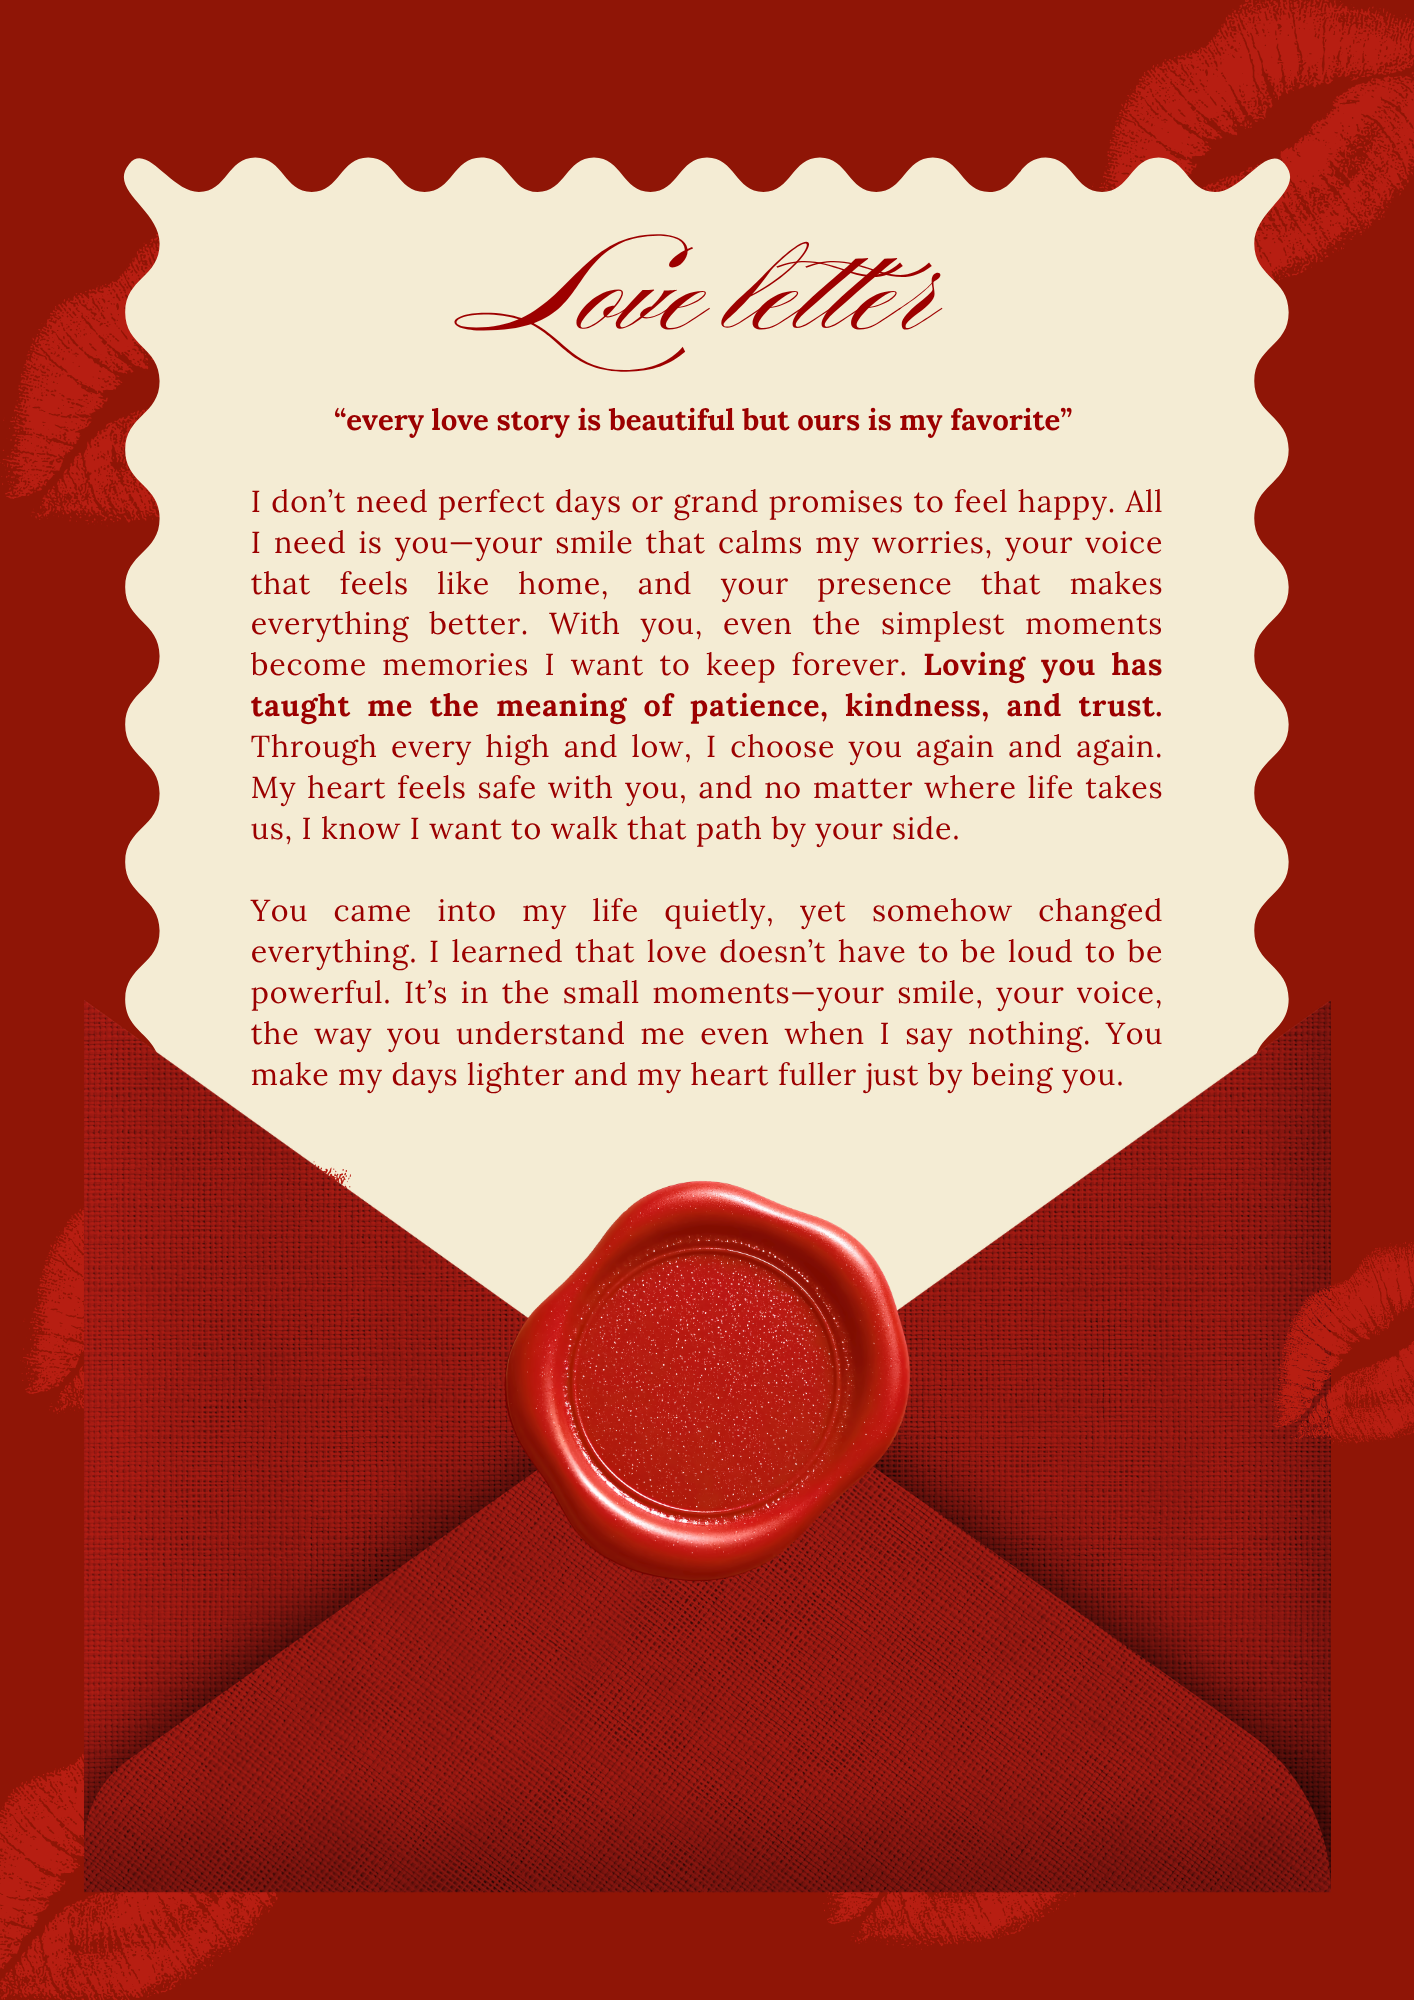 Love letter
“every love story is beautiful but ours is my favorite”
I don’t need perfect days or grand promises to feel happy. All
I need is you—your smile that calms my worries, your voice
that feels like home, and your presence that makes
everything better. With you, even the simplest moments
become memories I want to keep forever. Loving you has
taught me the meaning of patience, kindness, and trust.
Through every high and low, I choose you again and again.
My heart feels safe with you, and no matter where life takes
us, I know I want to walk that path by your side.
You came into my life quietly, yet somehow changed
everything. I learned that love doesn’t have to be loud to be
powerful. It’s in the small moments—your smile, your voice,
the way you understand me even when I say nothing. You
make my days lighter and my heart fuller just by being you.